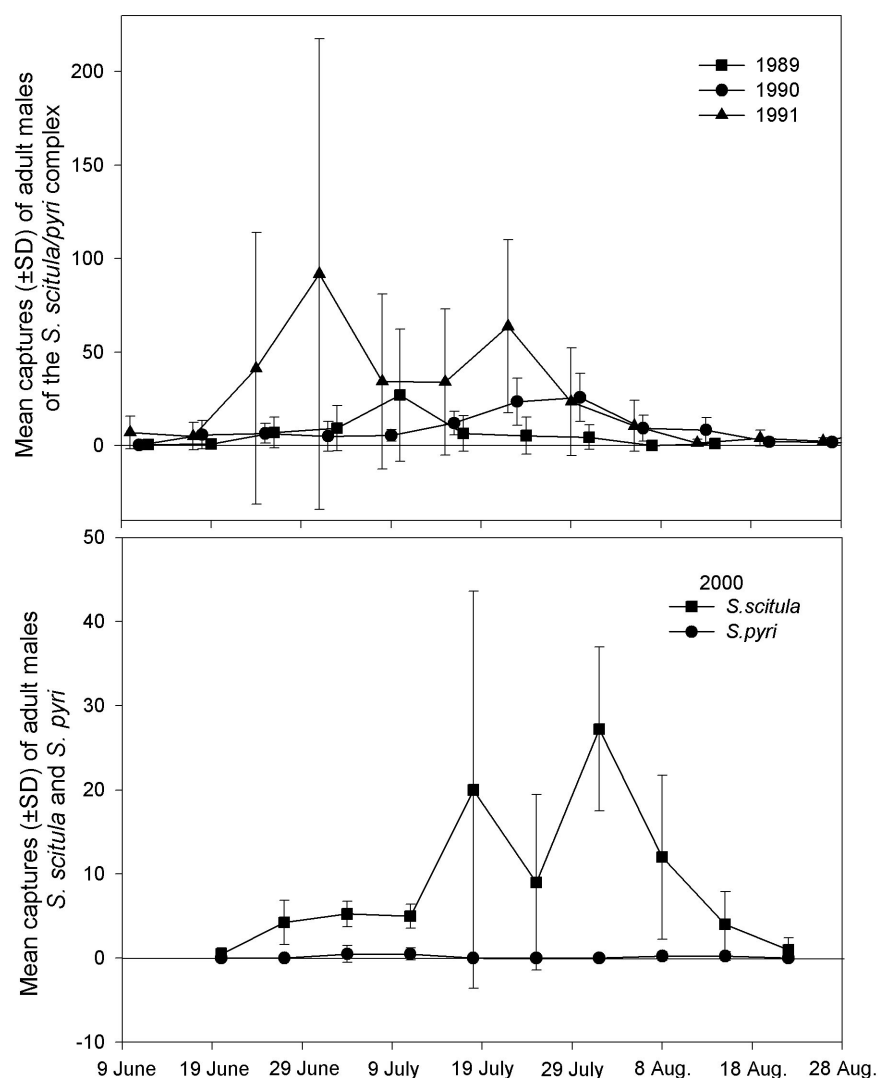 200
150
100
50
0
Mean captures (±SD) of adult males
of the S. scitula/pyri complex
1989
1990
1991
50
40
30
20
10
0
-10
Mean captures (±SD) of adult males
S. scitula and S. pyri
2000
S.scitula
S.pyri
9 June 19 June 29 June 9 July 19 July 29 July 8 Aug. 18 Aug. 28 Aug.